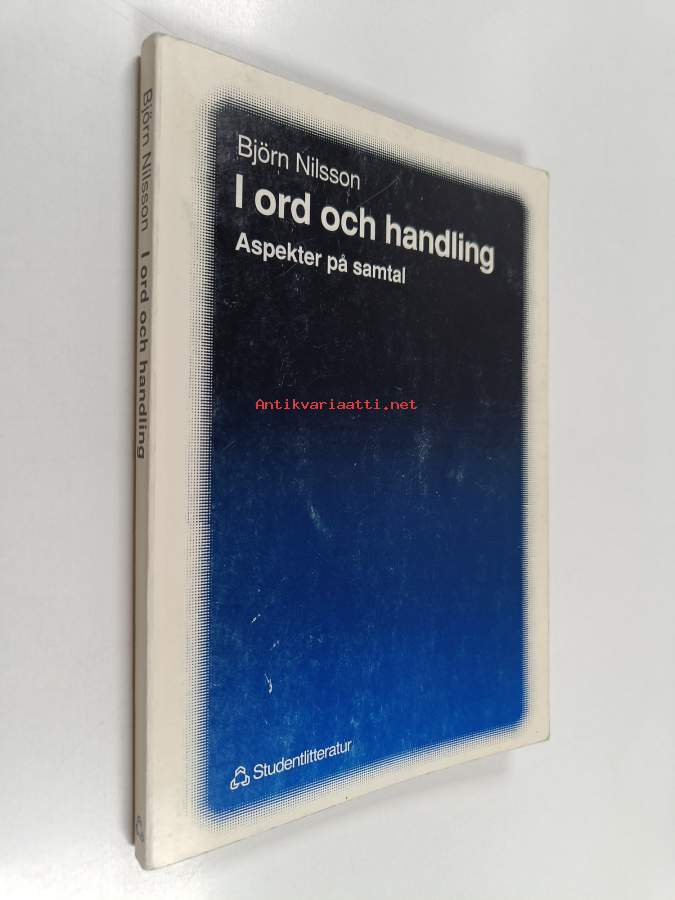 Björn Nilsson
I ord och handling
Aspekter på samtal
Antikvariaatti.net
Studentlitteratur
Björn Nilsson I ord och handling